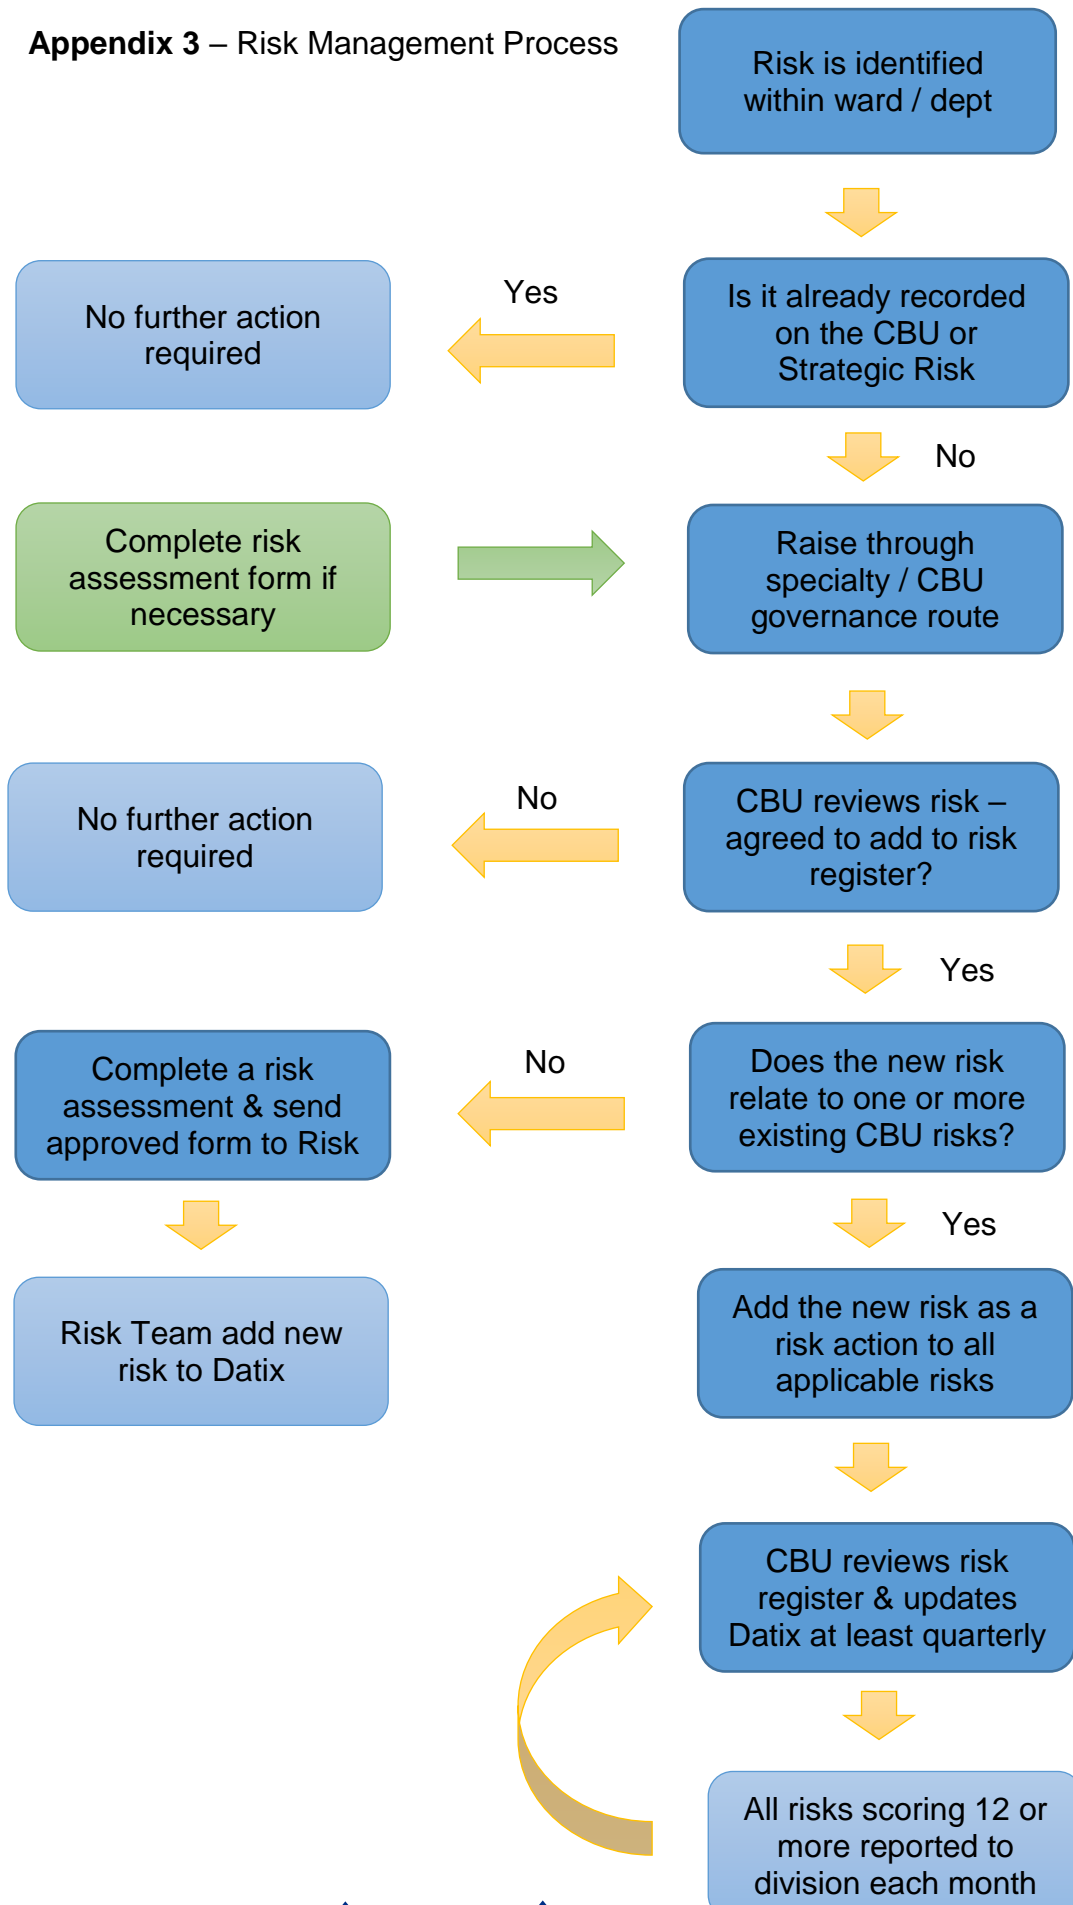 Appendix 3 – Risk Management Process
Risk is identified
within ward / dept
No further action
required
Yes
Is it already recorded
on the CBU or
Strategic Risk
No
Complete risk
assessment form if
necessary
Raise through
specialty / CBU
governance route
No further action
required
No
CBU reviews risk –
agreed to add to risk
register?
Yes
Complete a risk
assessment & send
approved form to Risk
No
Does the new risk
relate to one or more
existing CBU risks?
Yes
Risk Team add new
risk to Datix
Add the new risk as a
risk action to all
applicable risks
CBU reviews risk
register & updates
Datix at least quarterly
All risks scoring 12 or
more reported to
division each month